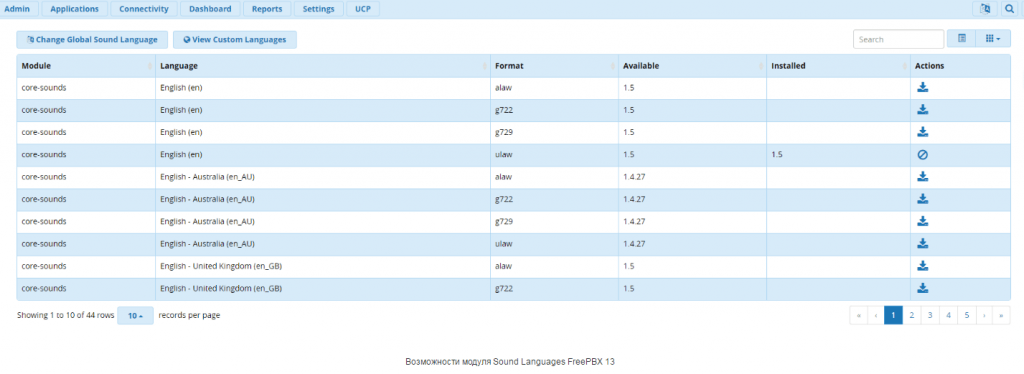 Admin Applications Connectivity Dashboard Reports Settings UCP
Change Global Sound Language View Custom Languages Search
Module Language Format Available Installed Actions
core-sounds English (en) alaw 1.5
core-sounds English (en) g722 1.5
core-sounds English (en) g729 1.5
core-sounds English (en) ulaw 1.5 1.5
core-sounds English - Australia (en_AU) alaw 1.4.27
core-sounds English - Australia (en_AU) g722 1.4.27
core-sounds English - Australia (en_AU) g729 1.4.27
core-sounds English - Australia (en_AU) ulaw 1.4.27
core-sounds English - United Kingdom (en_GB) alaw 1.5
core-sounds English - United Kingdom (en_GB) g722 1.5
Showing 1 to 10 of 44 rows 10 records per page « ‹ 1 2 3 4 5 › »
Возможности модуля Sound Languages FreePBX 13